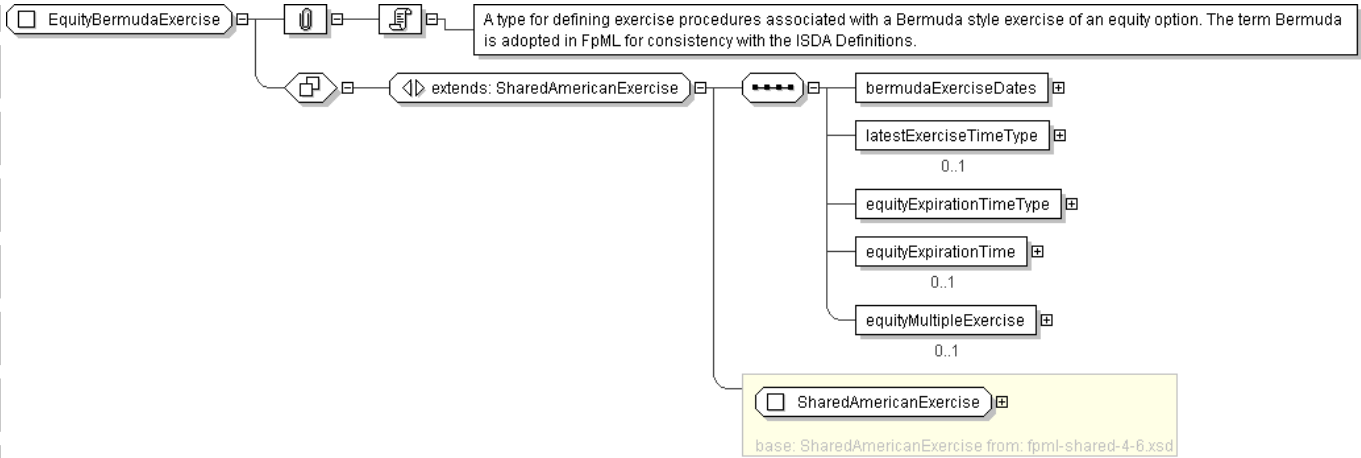 EquityBermudaExercise
A type for defining exercise procedures associated with a Bermuda style exercise of an equity option. The term Bermuda
is adopted in FpML for consistency with the ISDA Definitions.
extends: SharedAmericanExercise
bermudaExerciseDates
latestExerciseTimeType
0..1
equityExpirationTimeType
equityExpirationTime
0..1
equityMultipleExercise
0..1
SharedAmericanExercise
base: SharedAmericanExercise from: fpml-shared-4-6.xsd